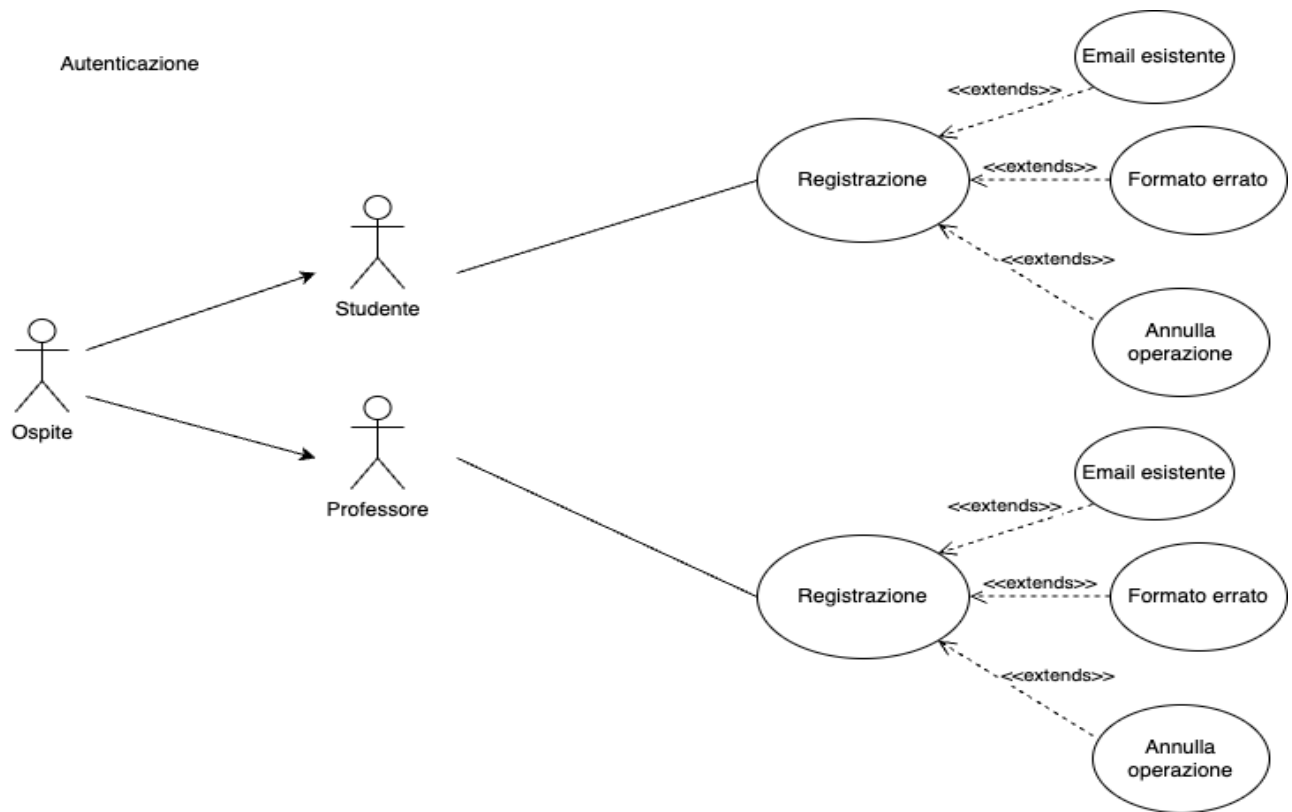 Autenticazione
Email esistente
<<extends>>
Registrazione
<<extends>>
Formato errato
<<extends>>
Studente
Annulla
operazione
Ospite
Professore
Email esistente
<<extends>>
Registrazione
<<extends>>
Formato errato
<<extends>>
Annulla
operazione